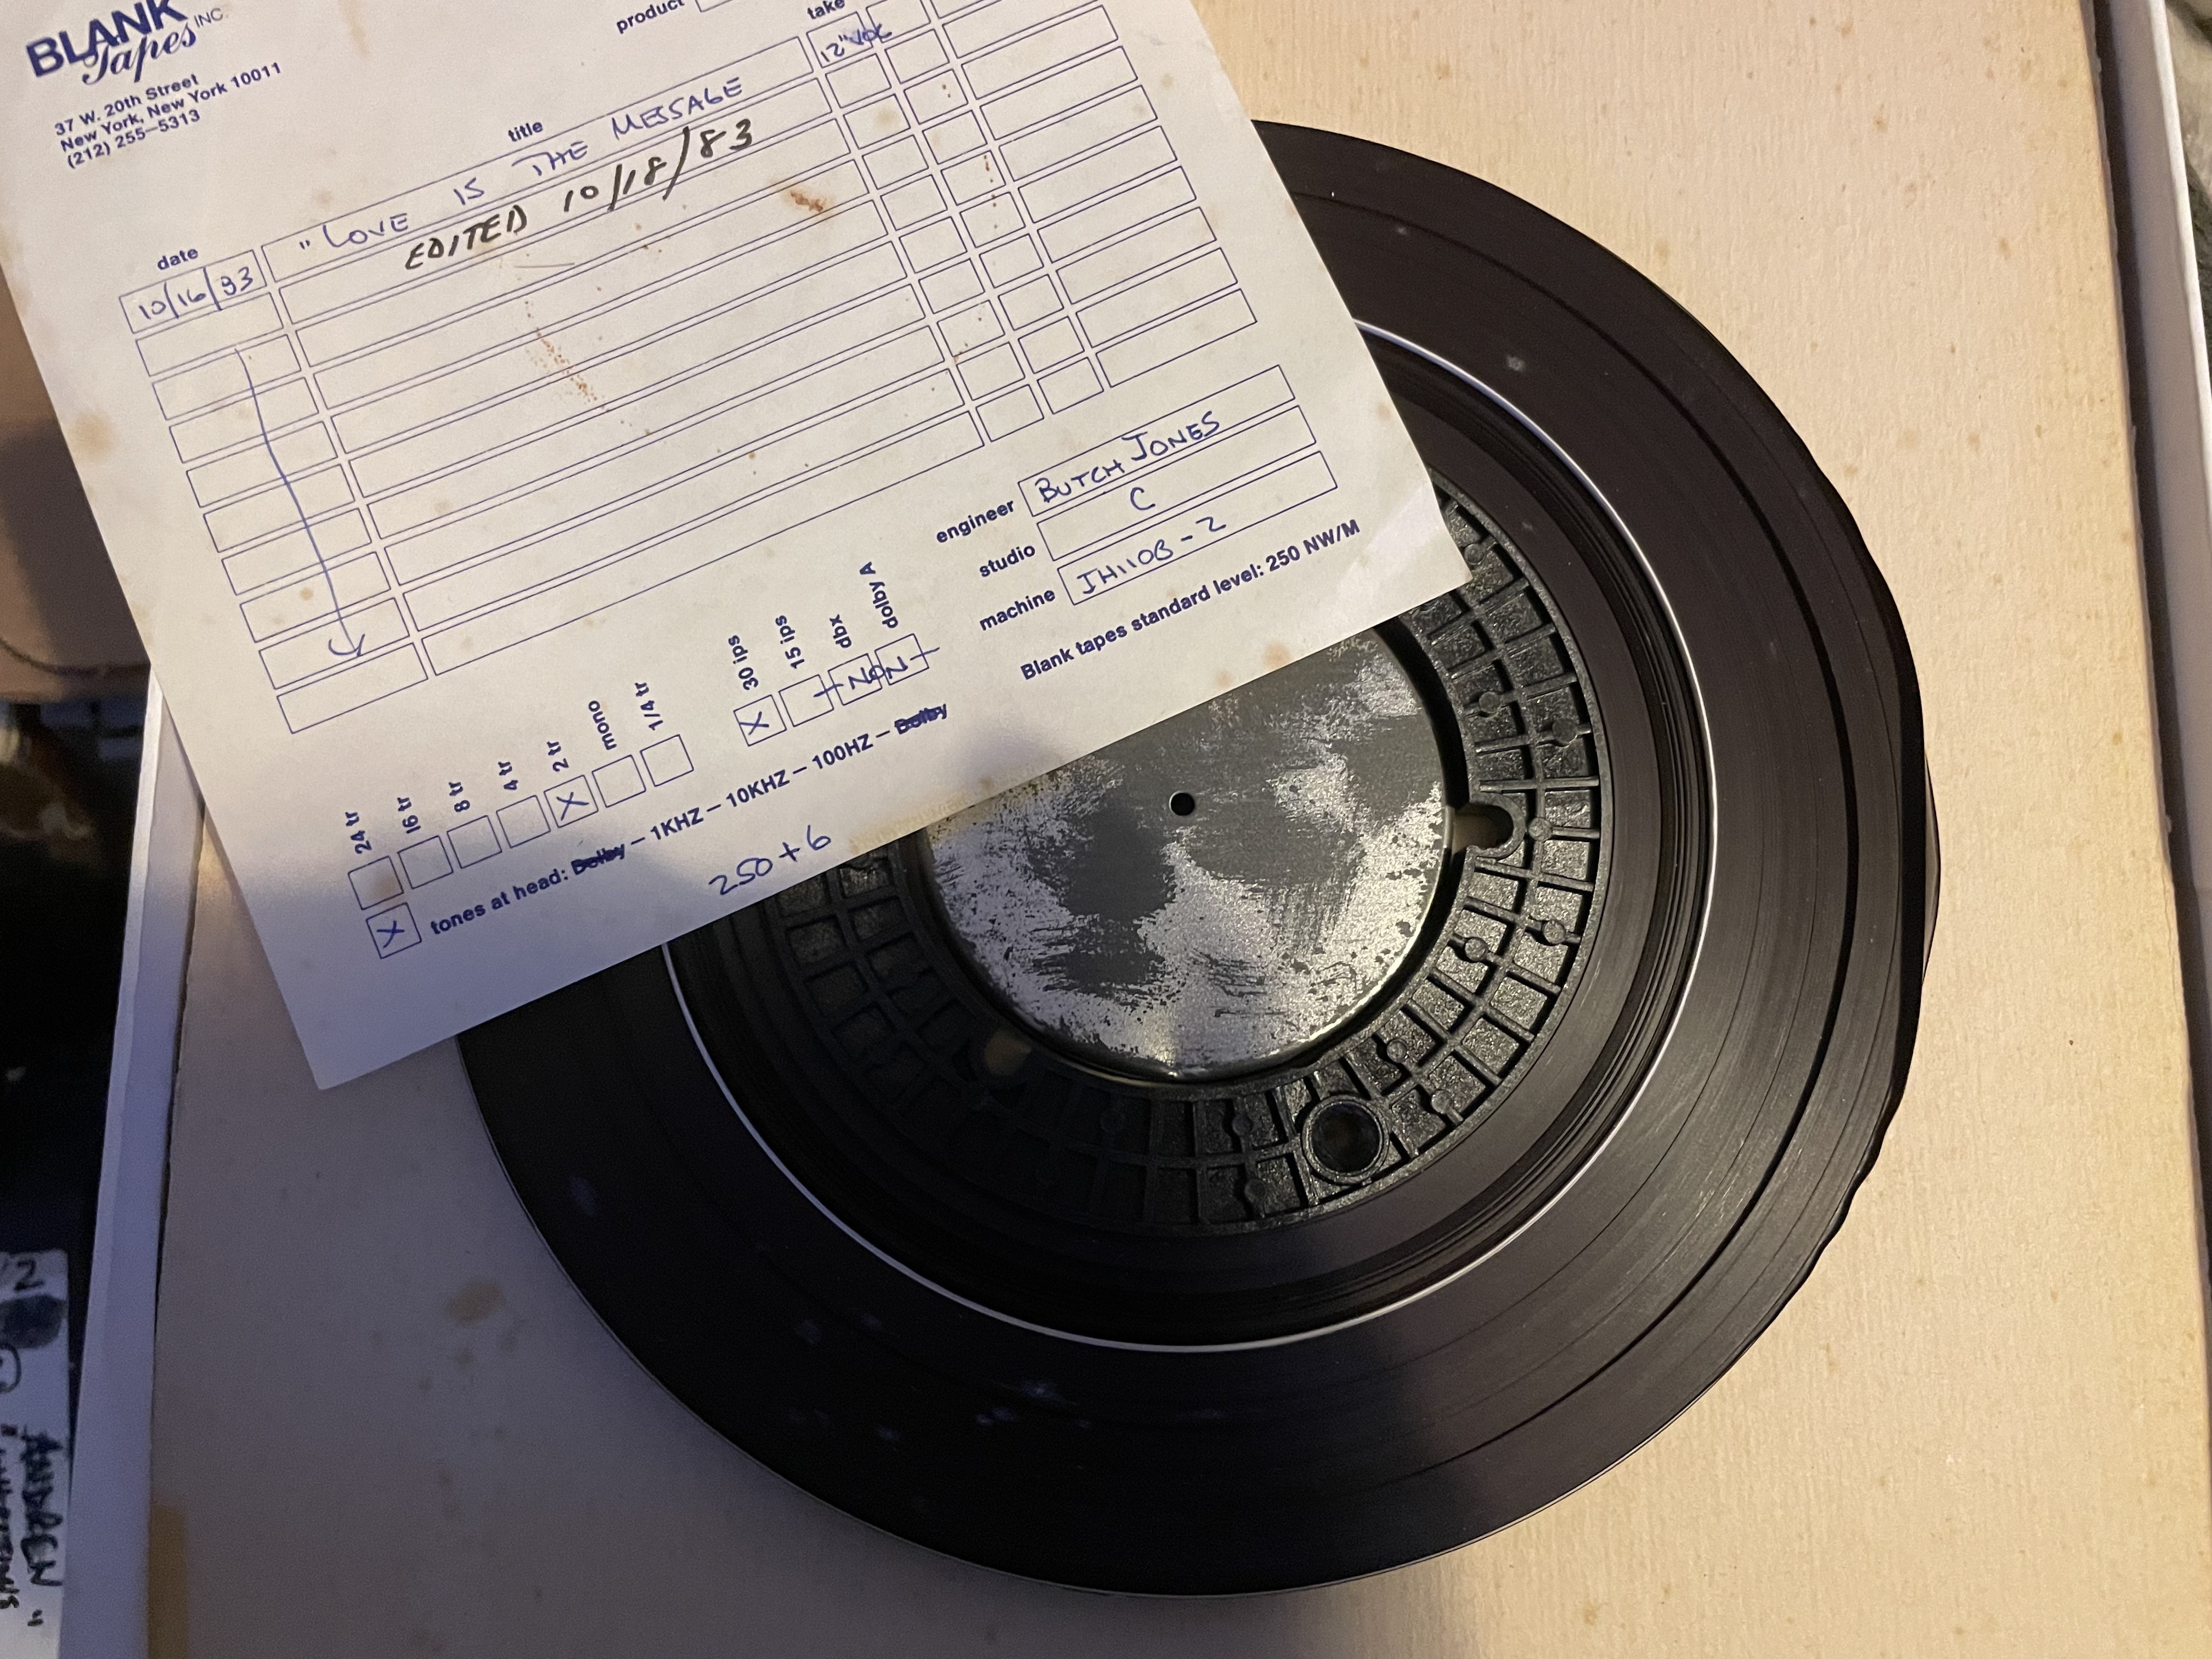 BLANK
Tapes INC.
37 W. 20th Street
New York, New York 10011
(212) 255-5313
product
date
title
take
10/16/83
"LOVE IS THE MESSAGE
12" VOC
EDITED 10/18/83
engineer BUTCH JONES
studio C
machine JH110B-2
Blank tapes standard level: 250 NW/M
24 tr 16 tr 8 tr 4 tr 2 tr mono 1/4 tr 30 ips 15 ips dbx dolby A
X X NON
X tones at head: Dolby – 1KHZ – 10KHZ – 100HZ – Dolby
250+6
2
ANDREW
"